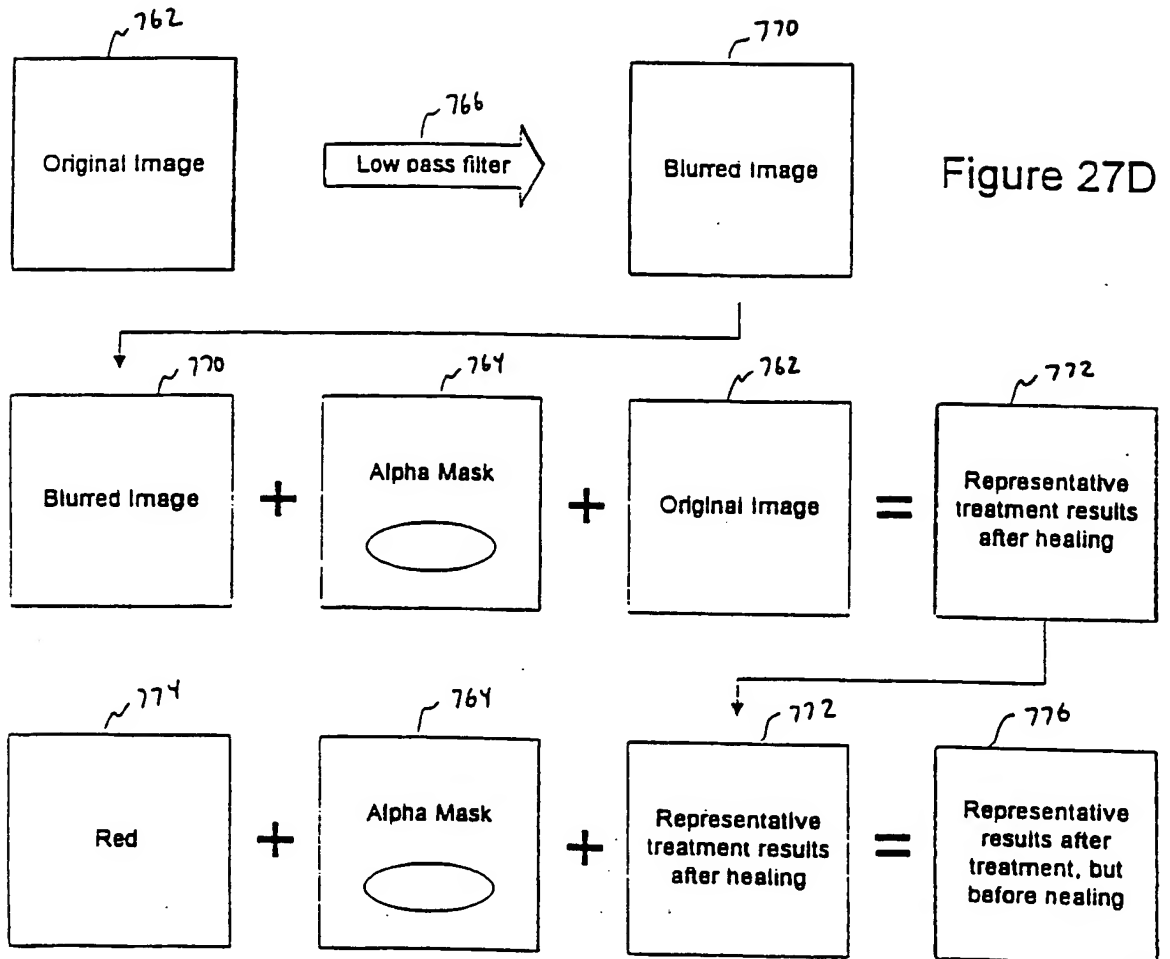 762
770
766
Original Image
Low pass filter
Blurred Image
Figure 27D
770
764
762
772
Blurred Image
+
Alpha Mask
+
Original Image
=
Representative
treatment results
after healing
774
764
772
776
Red
+
Alpha Mask
+
Representative
treatment results
after healing
=
Representative
results after
treatment, but
before nealing